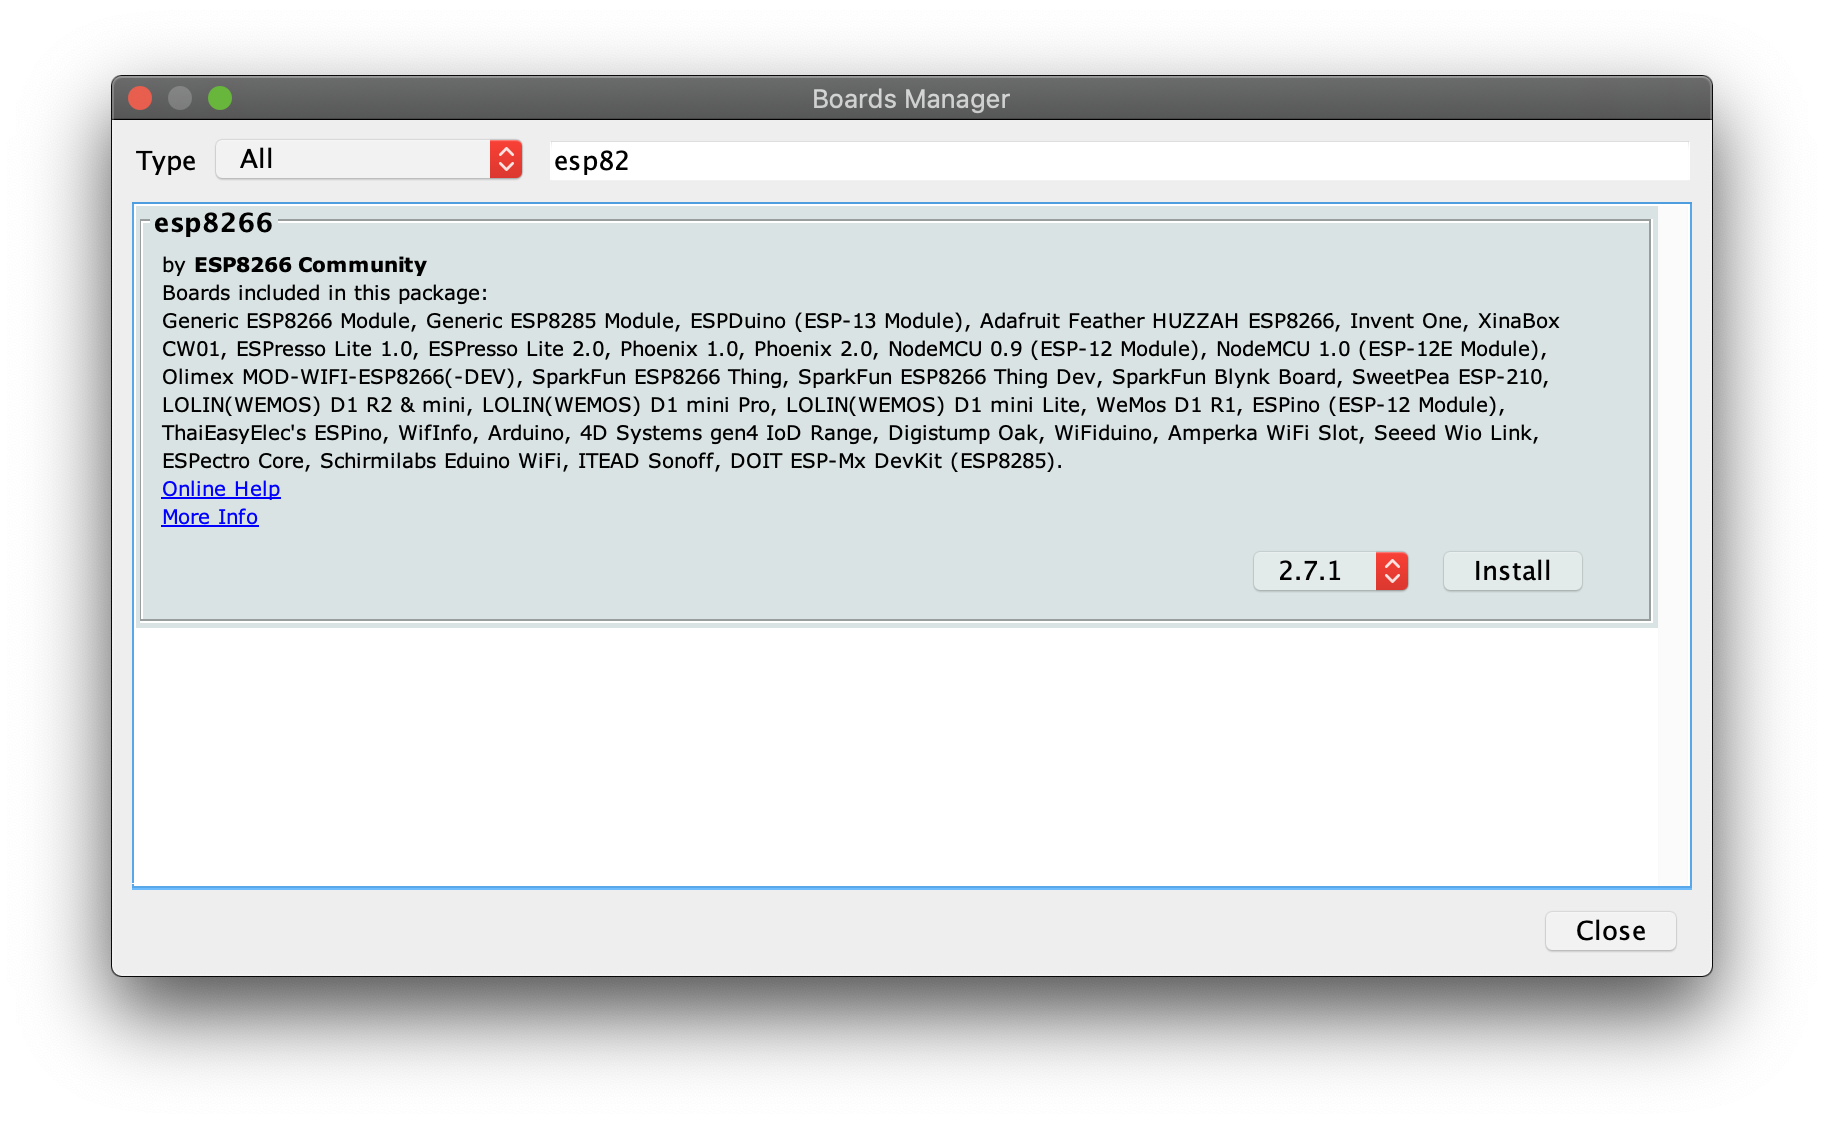 Boards Manager
Type All esp82
esp8266
by ESP8266 Community
Boards included in this package:
Generic ESP8266 Module, Generic ESP8285 Module, ESPDuino (ESP-13 Module), Adafruit Feather HUZZAH ESP8266, Invent One, XinaBox
CW01, ESPresso Lite 1.0, ESPresso Lite 2.0, Phoenix 1.0, Phoenix 2.0, NodeMCU 0.9 (ESP-12 Module), NodeMCU 1.0 (ESP-12E Module),
Olimex MOD-WIFI-ESP8266(-DEV), SparkFun ESP8266 Thing, SparkFun ESP8266 Thing Dev, SparkFun Blynk Board, SweetPea ESP-210,
LOLIN(WEMOS) D1 R2 & mini, LOLIN(WEMOS) D1 mini Pro, LOLIN(WEMOS) D1 mini Lite, WeMos D1 R1, ESPino (ESP-12 Module),
ThaiEasyElec's ESPino, WifInfo, Arduino, 4D Systems gen4 IoD Range, Digistump Oak, WiFiduino, Amperka WiFi Slot, Seeed Wio Link,
ESPectro Core, Schirmilabs Eduino WiFi, ITEAD Sonoff, DOIT ESP-Mx DevKit (ESP8285).
Online Help
More Info
2.7.1 Install
Close